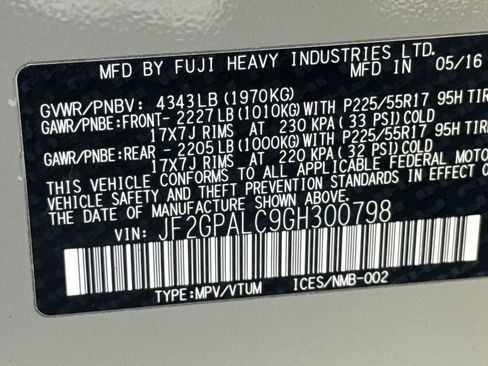 MFD BY FUJI HEAVY INDUSTRIES LTD.
MFD. IN 05/16
GVWR/PNBV: 4343LB (1970KG)
GAWR/PNBE:FRONT- 2227LB (1010KG)WITH P225/55R17 95H TIR
17X7J RIMS AT 230 KPA (33 PSI)COLD
GAWR/PNBE:REAR - 2205LB (1000KG)WITH P225/55R17 95H TIR
17X7J RIMS AT 220 KPA (32 PSI)COLD
THIS VEHICLE CONFORMS TO ALL APPLICABLE FEDERAL MOTO
VEHICLE SAFETY AND THEFT PREVENTION STANDARDS IN EFFECT O
DATE OF MANUFACTURE SHOWN ABOVE.
VIN: JF2GPALC9GH300798
TYPE:MPV/VTUM ICES/NMB-002